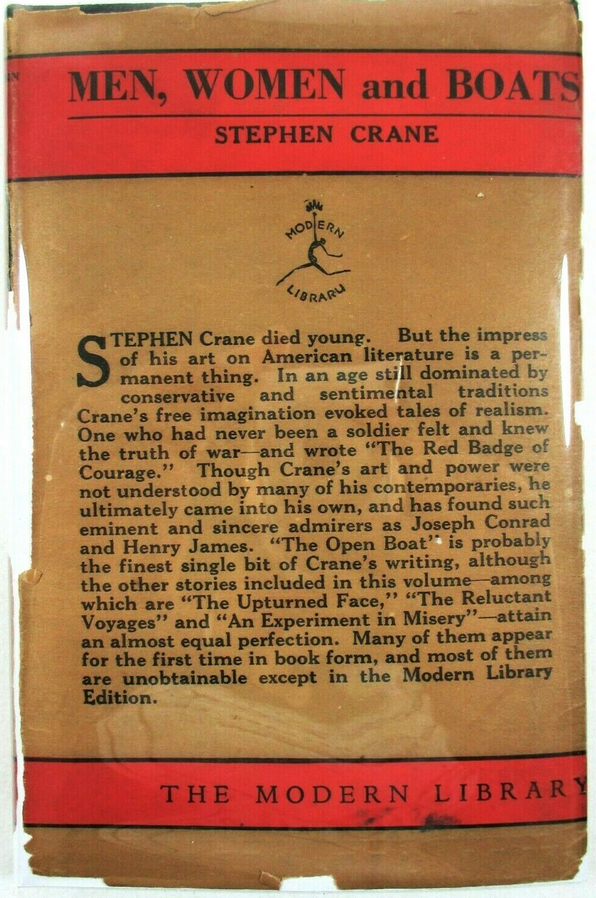 MEN, WOMEN and BOATS
STEPHEN CRANE
MODERN
LIBRARY
STEPHEN Crane died young. But the impress
of his art on American literature is a per-
manent thing. In an age still dominated by
conservative and sentimental traditions
Crane's free imagination evoked tales of realism.
One who had never been a soldier felt and knew
the truth of war—and wrote "The Red Badge of
Courage." Though Crane's art and power were
not understood by many of his contemporaries, he
ultimately came into his own, and has found such
eminent and sincere admirers as Joseph Conrad
and Henry James. "The Open Boat" is probably
the finest single bit of Crane's writing, although
the other stories included in this volume—among
which are "The Upturned Face," "The Reluctant
Voyages" and "An Experiment in Misery"—attain
an almost equal perfection. Many of them appear
for the first time in book form, and most of them
are unobtainable except in the Modern Library
Edition.
THE MODERN LIBRARY